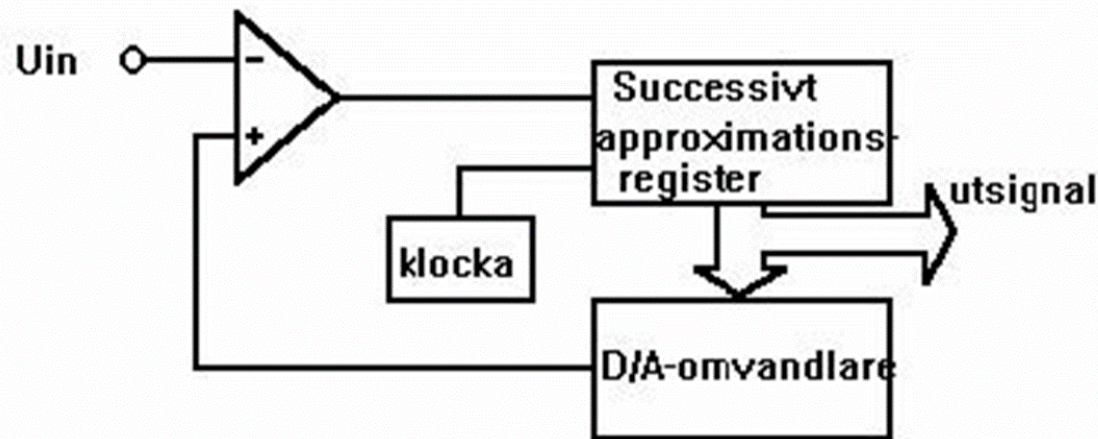 Uin
-
+
Successivt
approximations-
register
klocka
utsignal
D/A-omvandlare